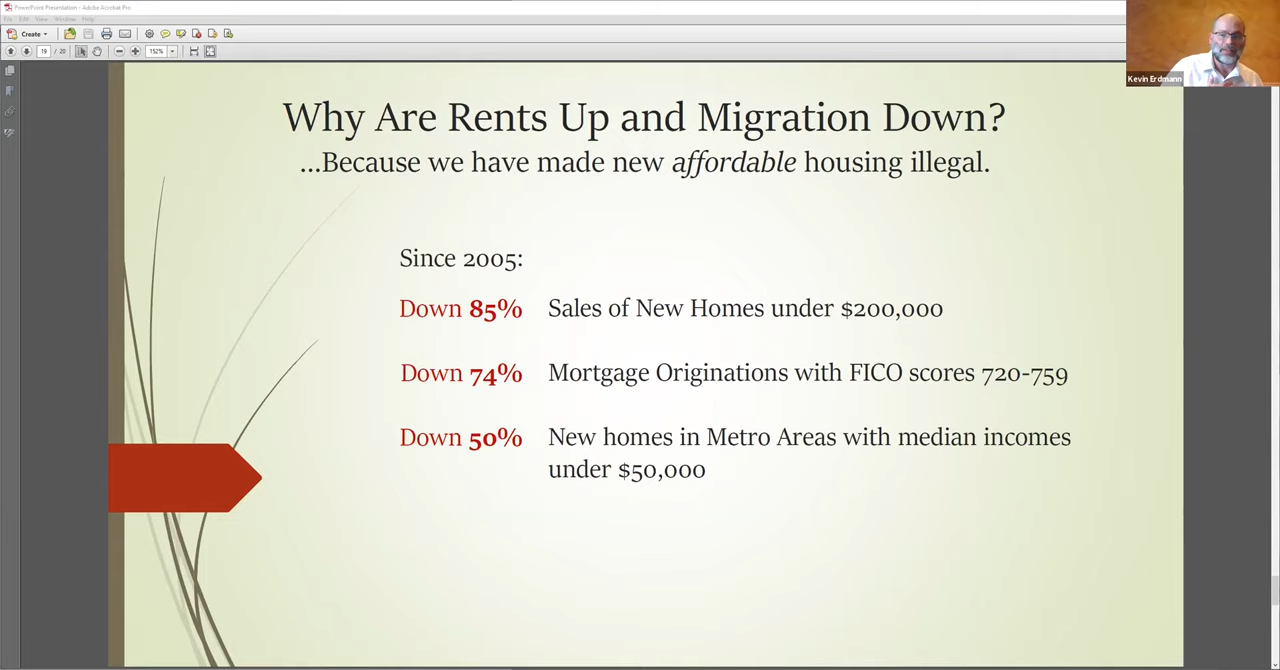 PowerPoint Presentation - Adobe Acrobat Pro
File Edit View Window Help
Create
19 / 20
152%
Kevin Erdmann
Why Are Rents Up and Migration Down?
...Because we have made new affordable housing illegal.
Since 2005:
Down 85% Sales of New Homes under $200,000
Down 74% Mortgage Originations with FICO scores 720-759
Down 50% New homes in Metro Areas with median incomes
under $50,000